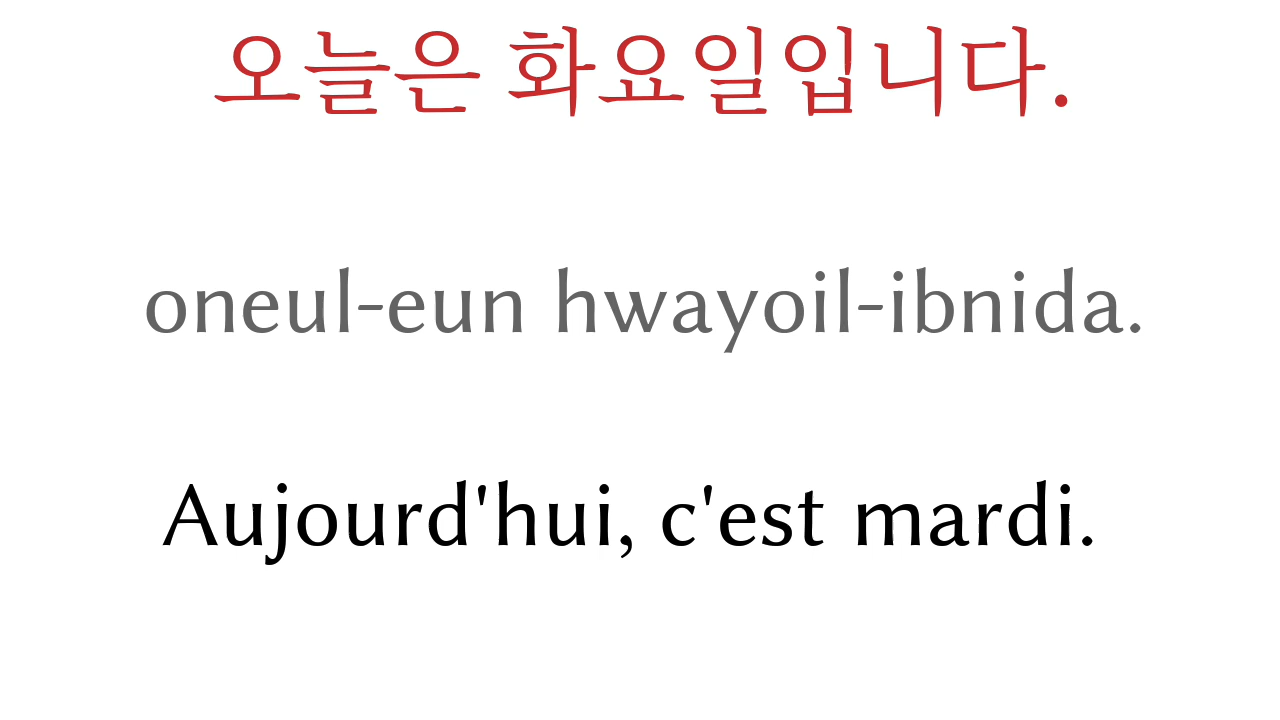 오늘은 화요일입니다.
oneul-eun hwayoil-ibnida.
Aujourd'hui, c'est mardi.